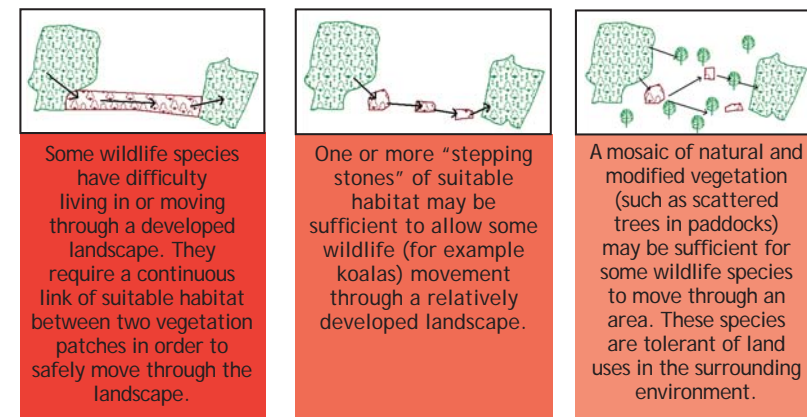 Some wildlife species
have difficulty
living in or moving
through a developed
landscape. They
require a continuous
link of suitable habitat
between two vegetation
patches in order to
safely move through the
landscape.
One or more “stepping
stones” of suitable
habitat may be
sufficient to allow some
wildlife (for example
koalas) movement
through a relatively
developed landscape.
A mosaic of natural and
modified vegetation
(such as scattered
trees in paddocks)
may be sufficient for
some wildlife species
to move through an
area. These species
are tolerant of land
uses in the surrounding
environment.